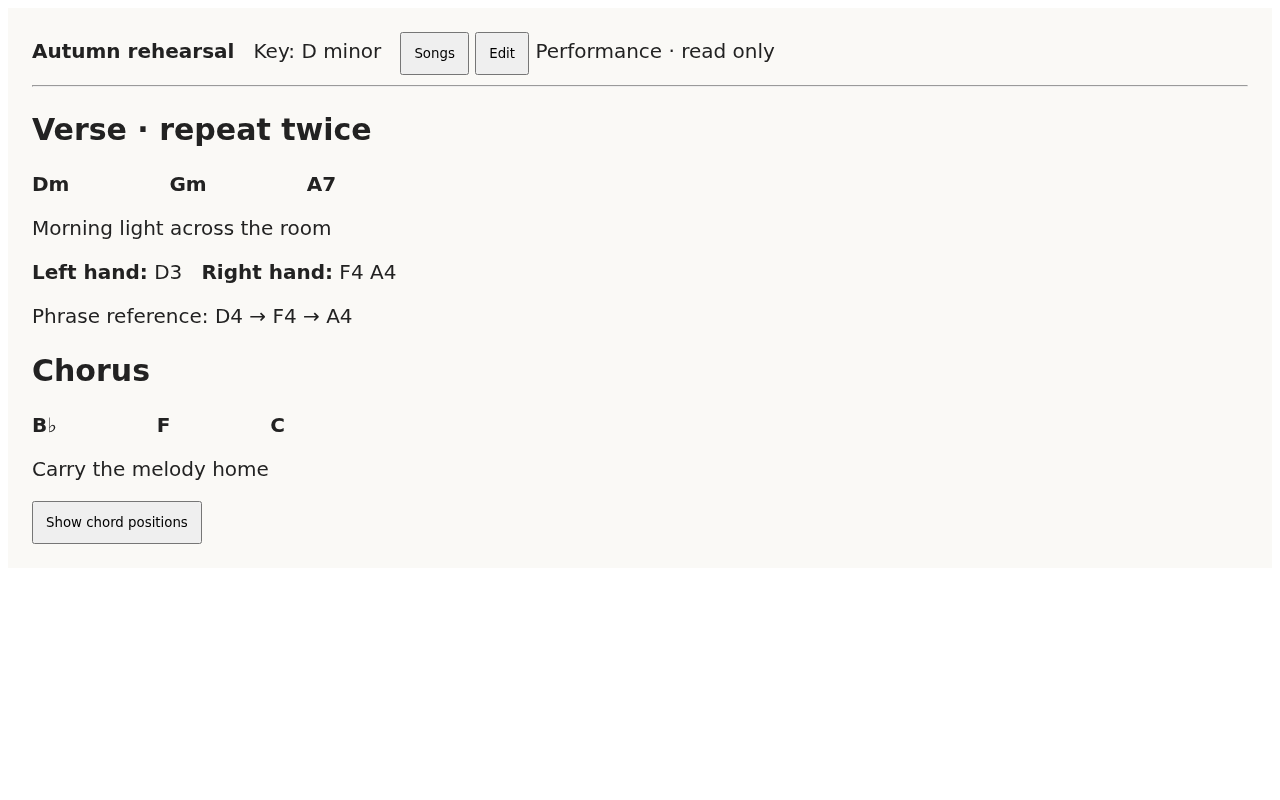 Autumn rehearsal Key: D minor Songs Edit Performance · read only
Verse · repeat twice
Dm Gm A7
Morning light across the room
Left hand: D3 Right hand: F4 A4
Phrase reference: D4 → F4 → A4
Chorus
B♭ F C
Carry the melody home
Show chord positions